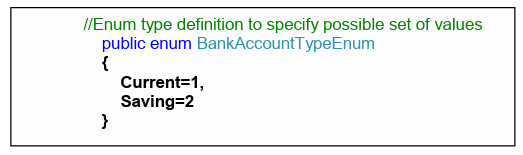 //Enum type definition to specify possible set of values
public enum BankAccountTypeEnum
{
Current=1,
Saving=2
}